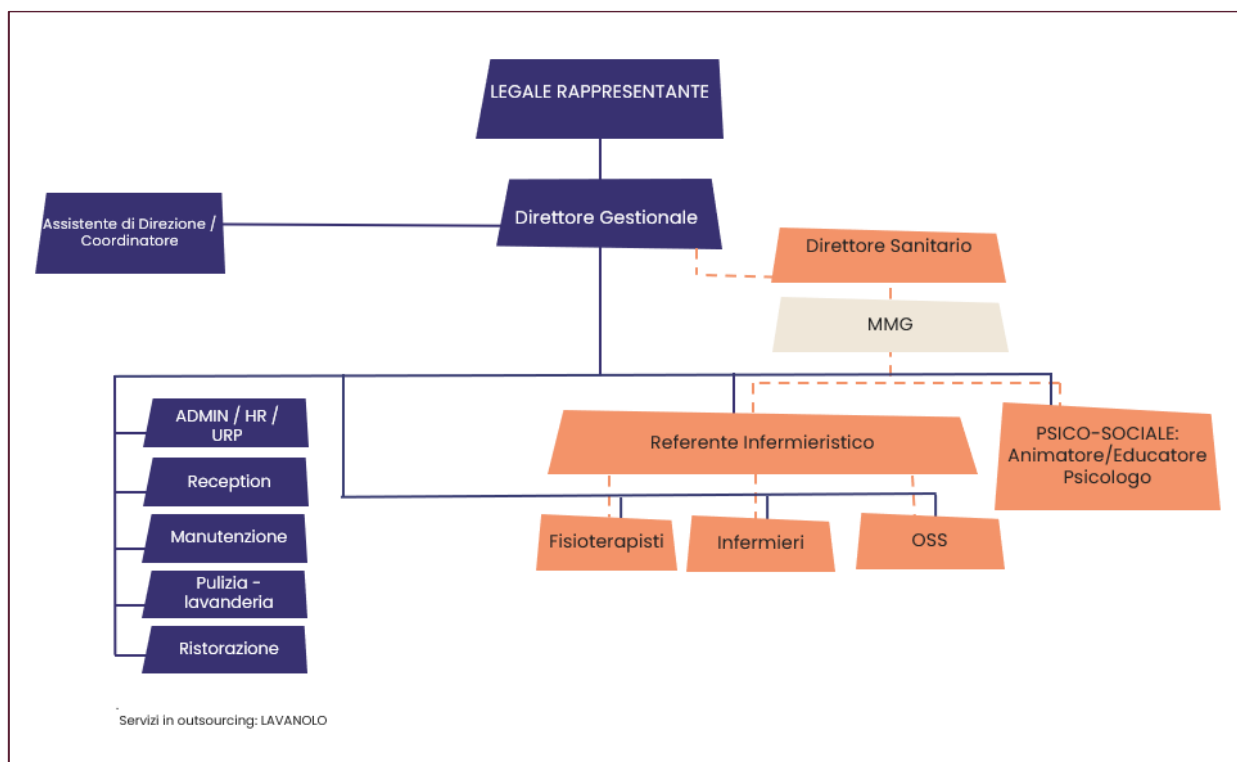 LEGALE RAPPRESENTANTE
Direttore Gestionale
Assistente di Direzione /
Coordinatore
Direttore Sanitario
MMG
ADMIN / HR /
URP
Reception
Manutenzione
Pulizia -
lavanderia
Ristorazione
Referente Infermieristico
PSICO-SOCIALE:
Animatore/Educatore
Psicologo
Fisioterapisti
Infermieri
OSS
.
Servizi in outsourcing: LAVANOLO